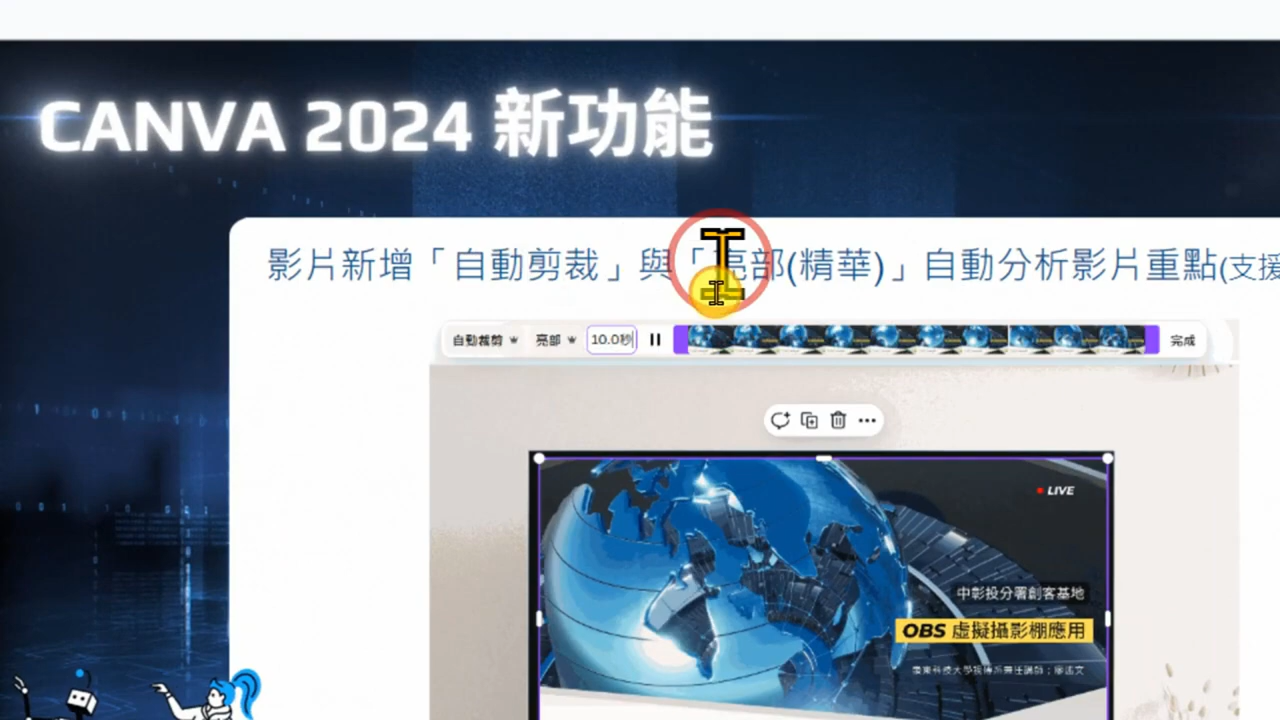 CANVA 2024 新功能
影片新增「自動剪裁」與「亮部(精華)」自動分析影片重點(支援
自動裁剪 亮部 10.0秒 完成
LIVE
中彰投分署創客基地
OBS 虛擬攝影棚應用